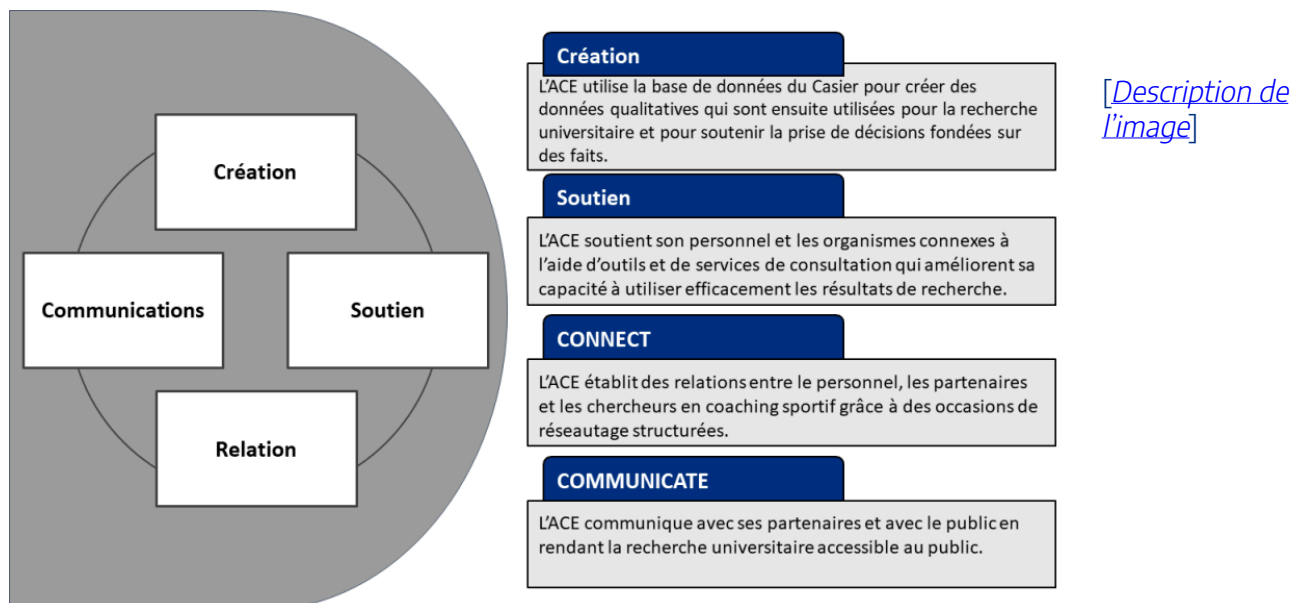 Création
Communications
Soutien
Relation
Création
L’ACE utilise la base de données du Casier pour créer des
données qualitatives qui sont ensuite utilisées pour la recherche
universitaire et pour soutenir la prise de décisions fondées sur
des faits.
Soutien
L’ACE soutient son personnel et les organismes connexes à
l’aide d’outils et de services de consultation qui améliorent sa
capacité à utiliser efficacement les résultats de recherche.
CONNECT
L’ACE établit des relations entre le personnel, les partenaires
et les chercheurs en coaching sportif grâce à des occasions de
réseautage structurées.
COMMUNICATE
L’ACE communique avec ses partenaires et avec le public en
rendant la recherche universitaire accessible au public.
[Description de
l’image]